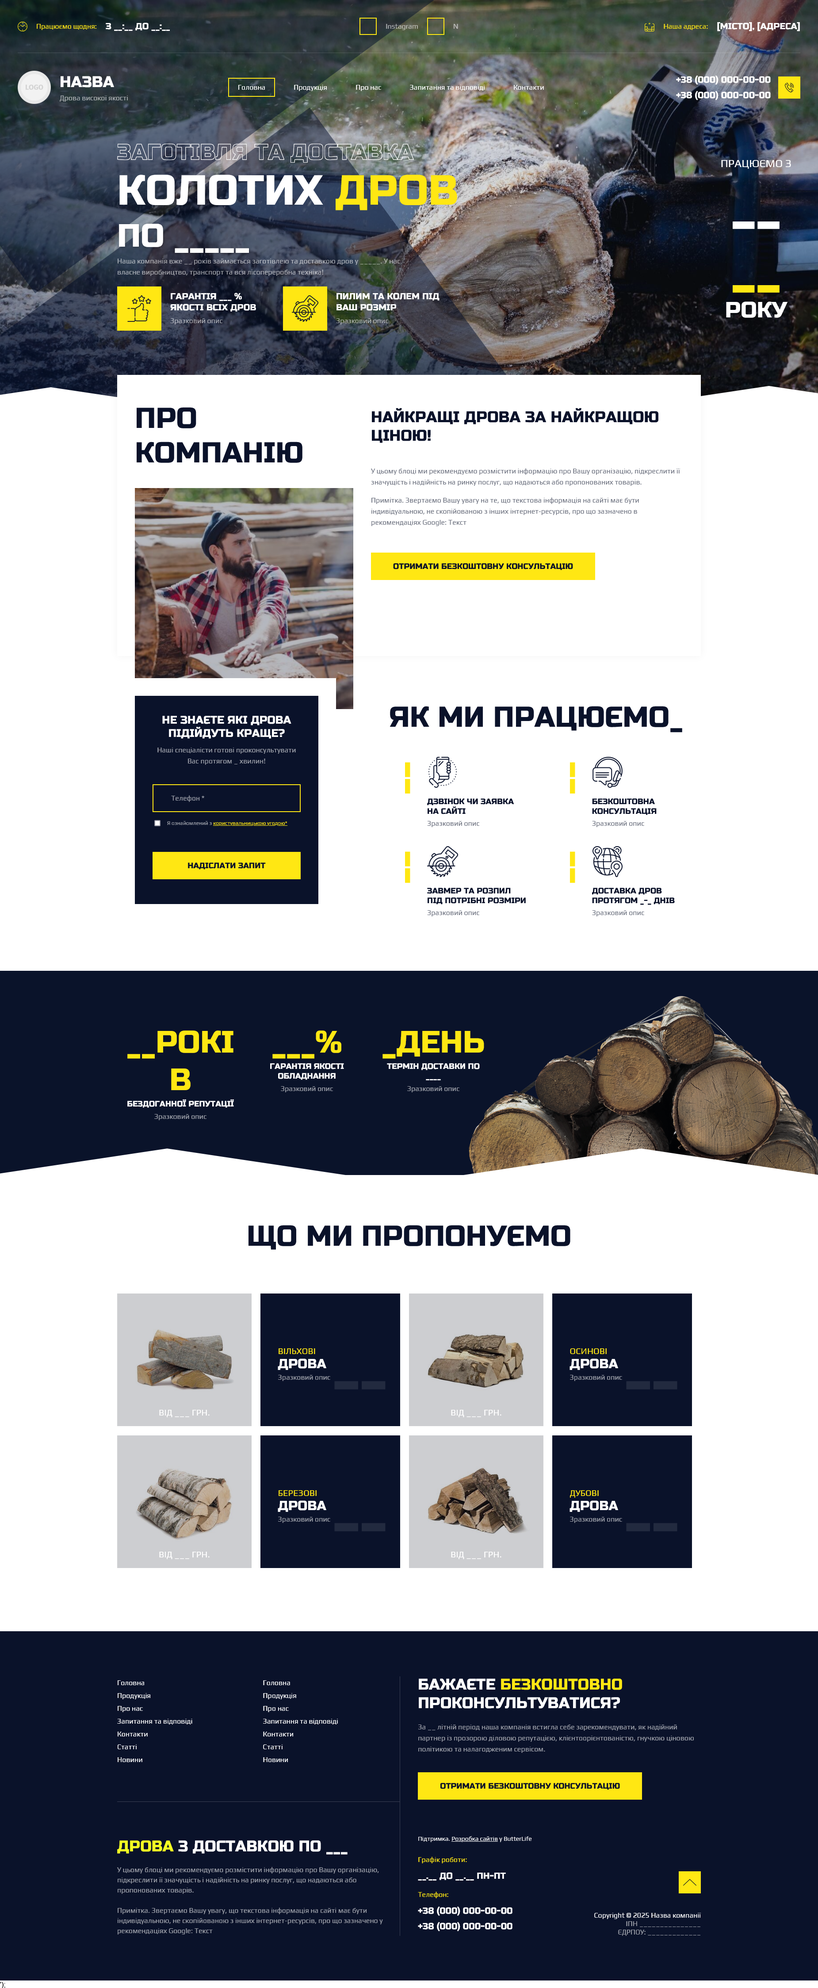 Працюємо щодня: З __:__ ДО __:__
Instagram
N
Наша адреса: [МІСТО], [АДРЕСА]
LOGO
НАЗВА
Дрова високої якості
Головна
Продукція
Про нас
Запитання та відповіді
Контакти
+38 (000) 000-00-00
+38 (000) 000-00-00
ЗАГОТІВЛЯ ТА ДОСТАВКА
КОЛОТИХ ДРОВ
ПО _____
Наша компанія вже __ років займається заготівлею та доставкою дров у _____. У нас
власне виробництво, транспорт та вся лісопереробна техніка!
ГАРАНТІЯ __ %
ЯКОСТІ ВСІХ ДРОВ
Зразковий опис
ПИЛИМ ТА КОЛЕМ ПІД
ВАШ РОЗМІР
Зразковий опис
ПРАЦЮЄМО З
РОКУ
ПРО
КОМПАНІЮ
НАЙКРАЩІ ДРОВА ЗА НАЙКРАЩОЮ
ЦІНОЮ!
У цьому блоці ми рекомендуємо розмістити інформацію про Вашу організацію, підкреслити її
значущість і надійність на ринку послуг, що надаються або пропонованих товарів.
Примітка. Звертаємо Вашу увагу на те, що текстова інформація на сайті має бути
індивідуальною, не скопійованою з інших інтернет-ресурсів, про що зазначено в
рекомендаціях Google: Текст
ОТРИМАТИ БЕЗКОШТОВНУ КОНСУЛЬТАЦІЮ
НЕ ЗНАЄТЕ ЯКІ ДРОВА
ПІДІЙДУТЬ КРАЩЕ?
Наші спеціалісти готові проконсультувати
Вас протягом _ хвилин!
Телефон *
Я ознайомлений з користувальницькою угодою*
НАДІСЛАТИ ЗАПИТ
ЯК МИ ПРАЦЮЄМО_
ДЗВІНОК ЧИ ЗАЯВКА
НА САЙТІ
Зразковий опис
БЕЗКОШТОВНА
КОНСУЛЬТАЦІЯ
Зразковий опис
ЗАВМЕР ТА РОЗПИЛ
ПІД ПОТРІБНІ РОЗМІРИ
Зразковий опис
ДОСТАВКА ДРОВ
ПРОТЯГОМ _-_ ДНІВ
Зразковий опис
__РОКІ
В
БЕЗДОГАННОЇ РЕПУТАЦІЇ
Зразковий опис
___%
ГАРАНТІЯ ЯКОСТІ
ОБЛАДНАННЯ
Зразковий опис
_ДЕНЬ
ТЕРМІН ДОСТАВКИ ПО
____
Зразковий опис
ЩО МИ ПРОПОНУЄМО
ВІД ___ ГРН.
ВІЛЬХОВІ
ДРОВА
Зразковий опис
ВІД ___ ГРН.
ОСИНОВІ
ДРОВА
Зразковий опис
ВІД ___ ГРН.
БЕРЕЗОВІ
ДРОВА
Зразковий опис
ВІД ___ ГРН.
ДУБОВІ
ДРОВА
Зразковий опис
Головна
Продукція
Про нас
Запитання та відповіді
Контакти
Статті
Новини
Головна
Продукція
Про нас
Запитання та відповіді
Контакти
Статті
Новини
БАЖАЄТЕ БЕЗКОШТОВНО
ПРОКОНСУЛЬТУВАТИСЯ?
За __ літній період наша компанія встигла себе зарекомендувати, як надійний
партнер із прозорою діловою репутацією, клієнтоорієнтованістю, гнучкою ціновою
політикою та налагодженим сервісом.
ОТРИМАТИ БЕЗКОШТОВНУ КОНСУЛЬТАЦІЮ
ДРОВА З ДОСТАВКОЮ ПО ___
У цьому блоці ми рекомендуємо розмістити інформацію про Вашу організацію,
підкреслити її значущість і надійність на ринку послуг, що надаються або
пропонованих товарів.
Примітка. Звертаємо Вашу увагу, що текстова інформація на сайті має бути
індивідуальною, не скопійованою з інших інтернет-ресурсів, про що зазначено у
рекомендаціях Google: Текст
Підтримка. Розробка сайтів у ButterLife
Графік роботи:
__.__ ДО __.__ ПН-ПТ
Телефон:
+38 (000) 000-00-00
+38 (000) 000-00-00
Copyright © 2025 Назва компанії
ІПН ______________
ЄДРПОУ: ____________
');